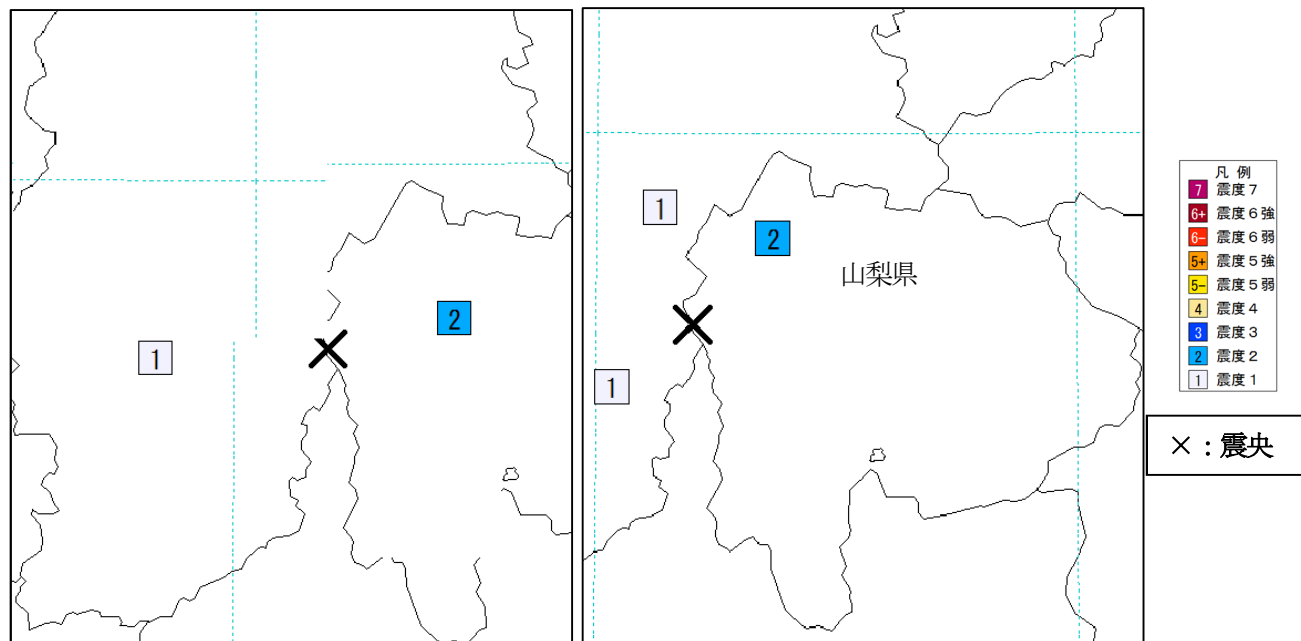 1
2
1
2
山梨県
1
凡 例
7 震度７
6+ 震度６強
6- 震度６弱
5+ 震度５強
5- 震度５弱
4 震度４
3 震度３
2 震度２
1 震度１
×：震央